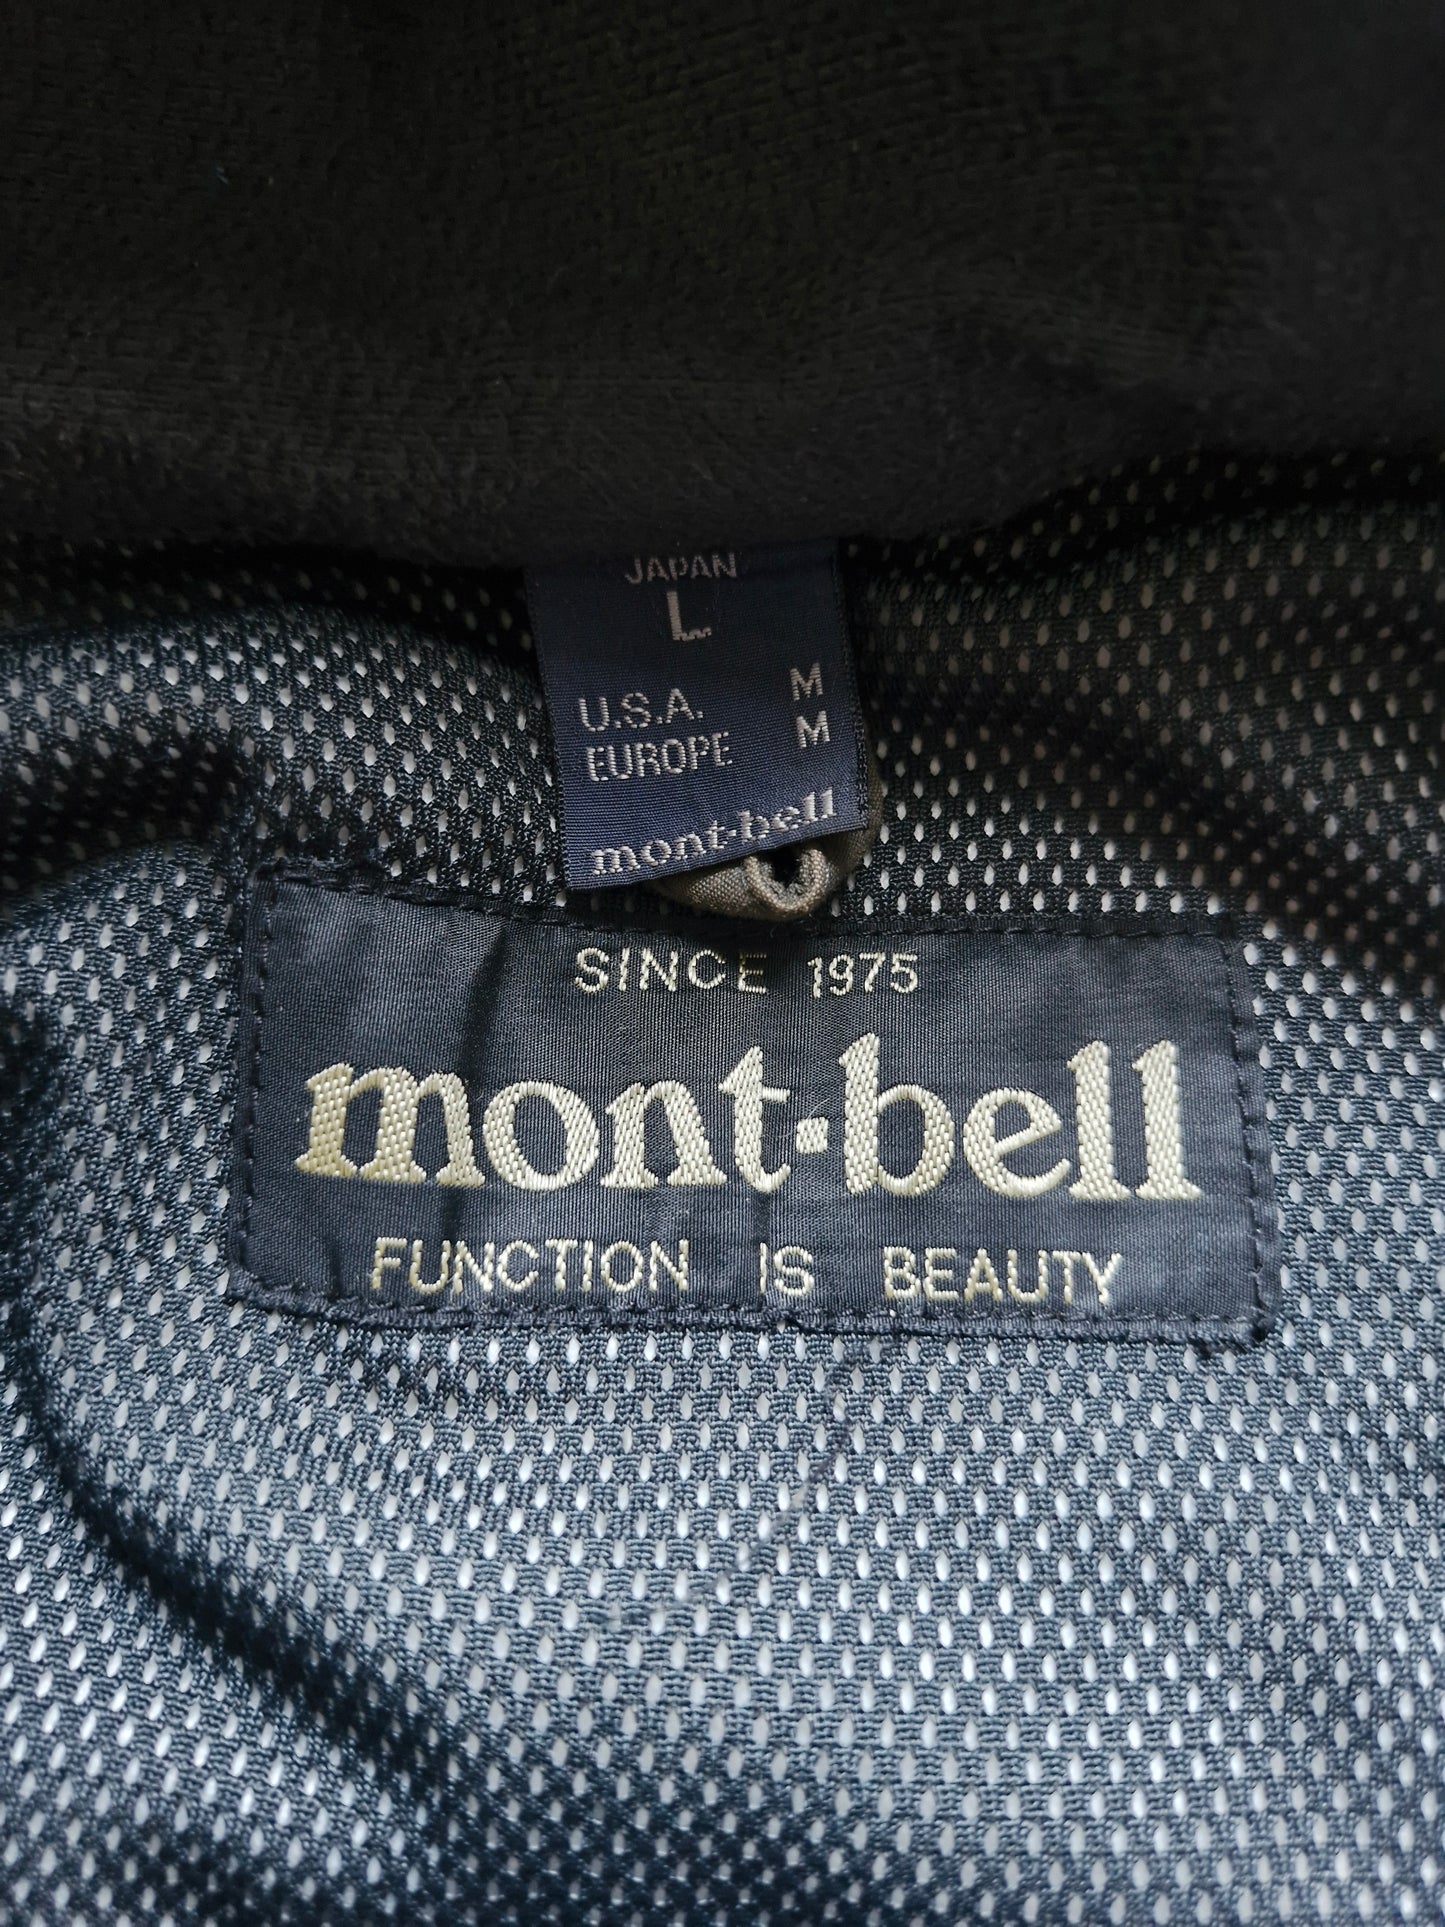 JAPAN
L
U.S.A. M
EUROPE M
mont-bell
SINCE 1975
mont-bell
FUNCTION IS BEAUTY